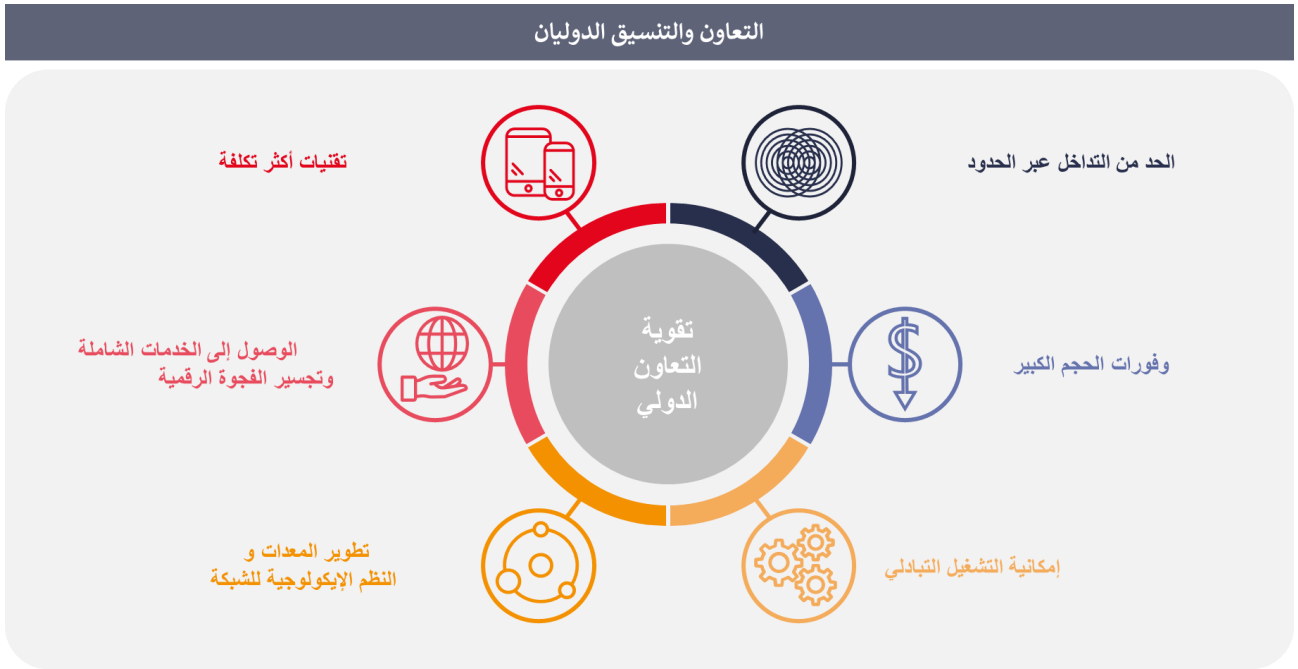 التعاون والتنسيق الدوليان
الحد من التداخل عبر الحدود
تقنيات أكثر تكلفة
تقوية
التعاون
الدولي
وفورات الحجم الكبير
الوصول إلى الخدمات الشاملة
وتجسير الفجوة الرقمية
إمكانية التشغيل التبادلي
تطوير المعدات و
النظم الإيكولوجية للشبكة